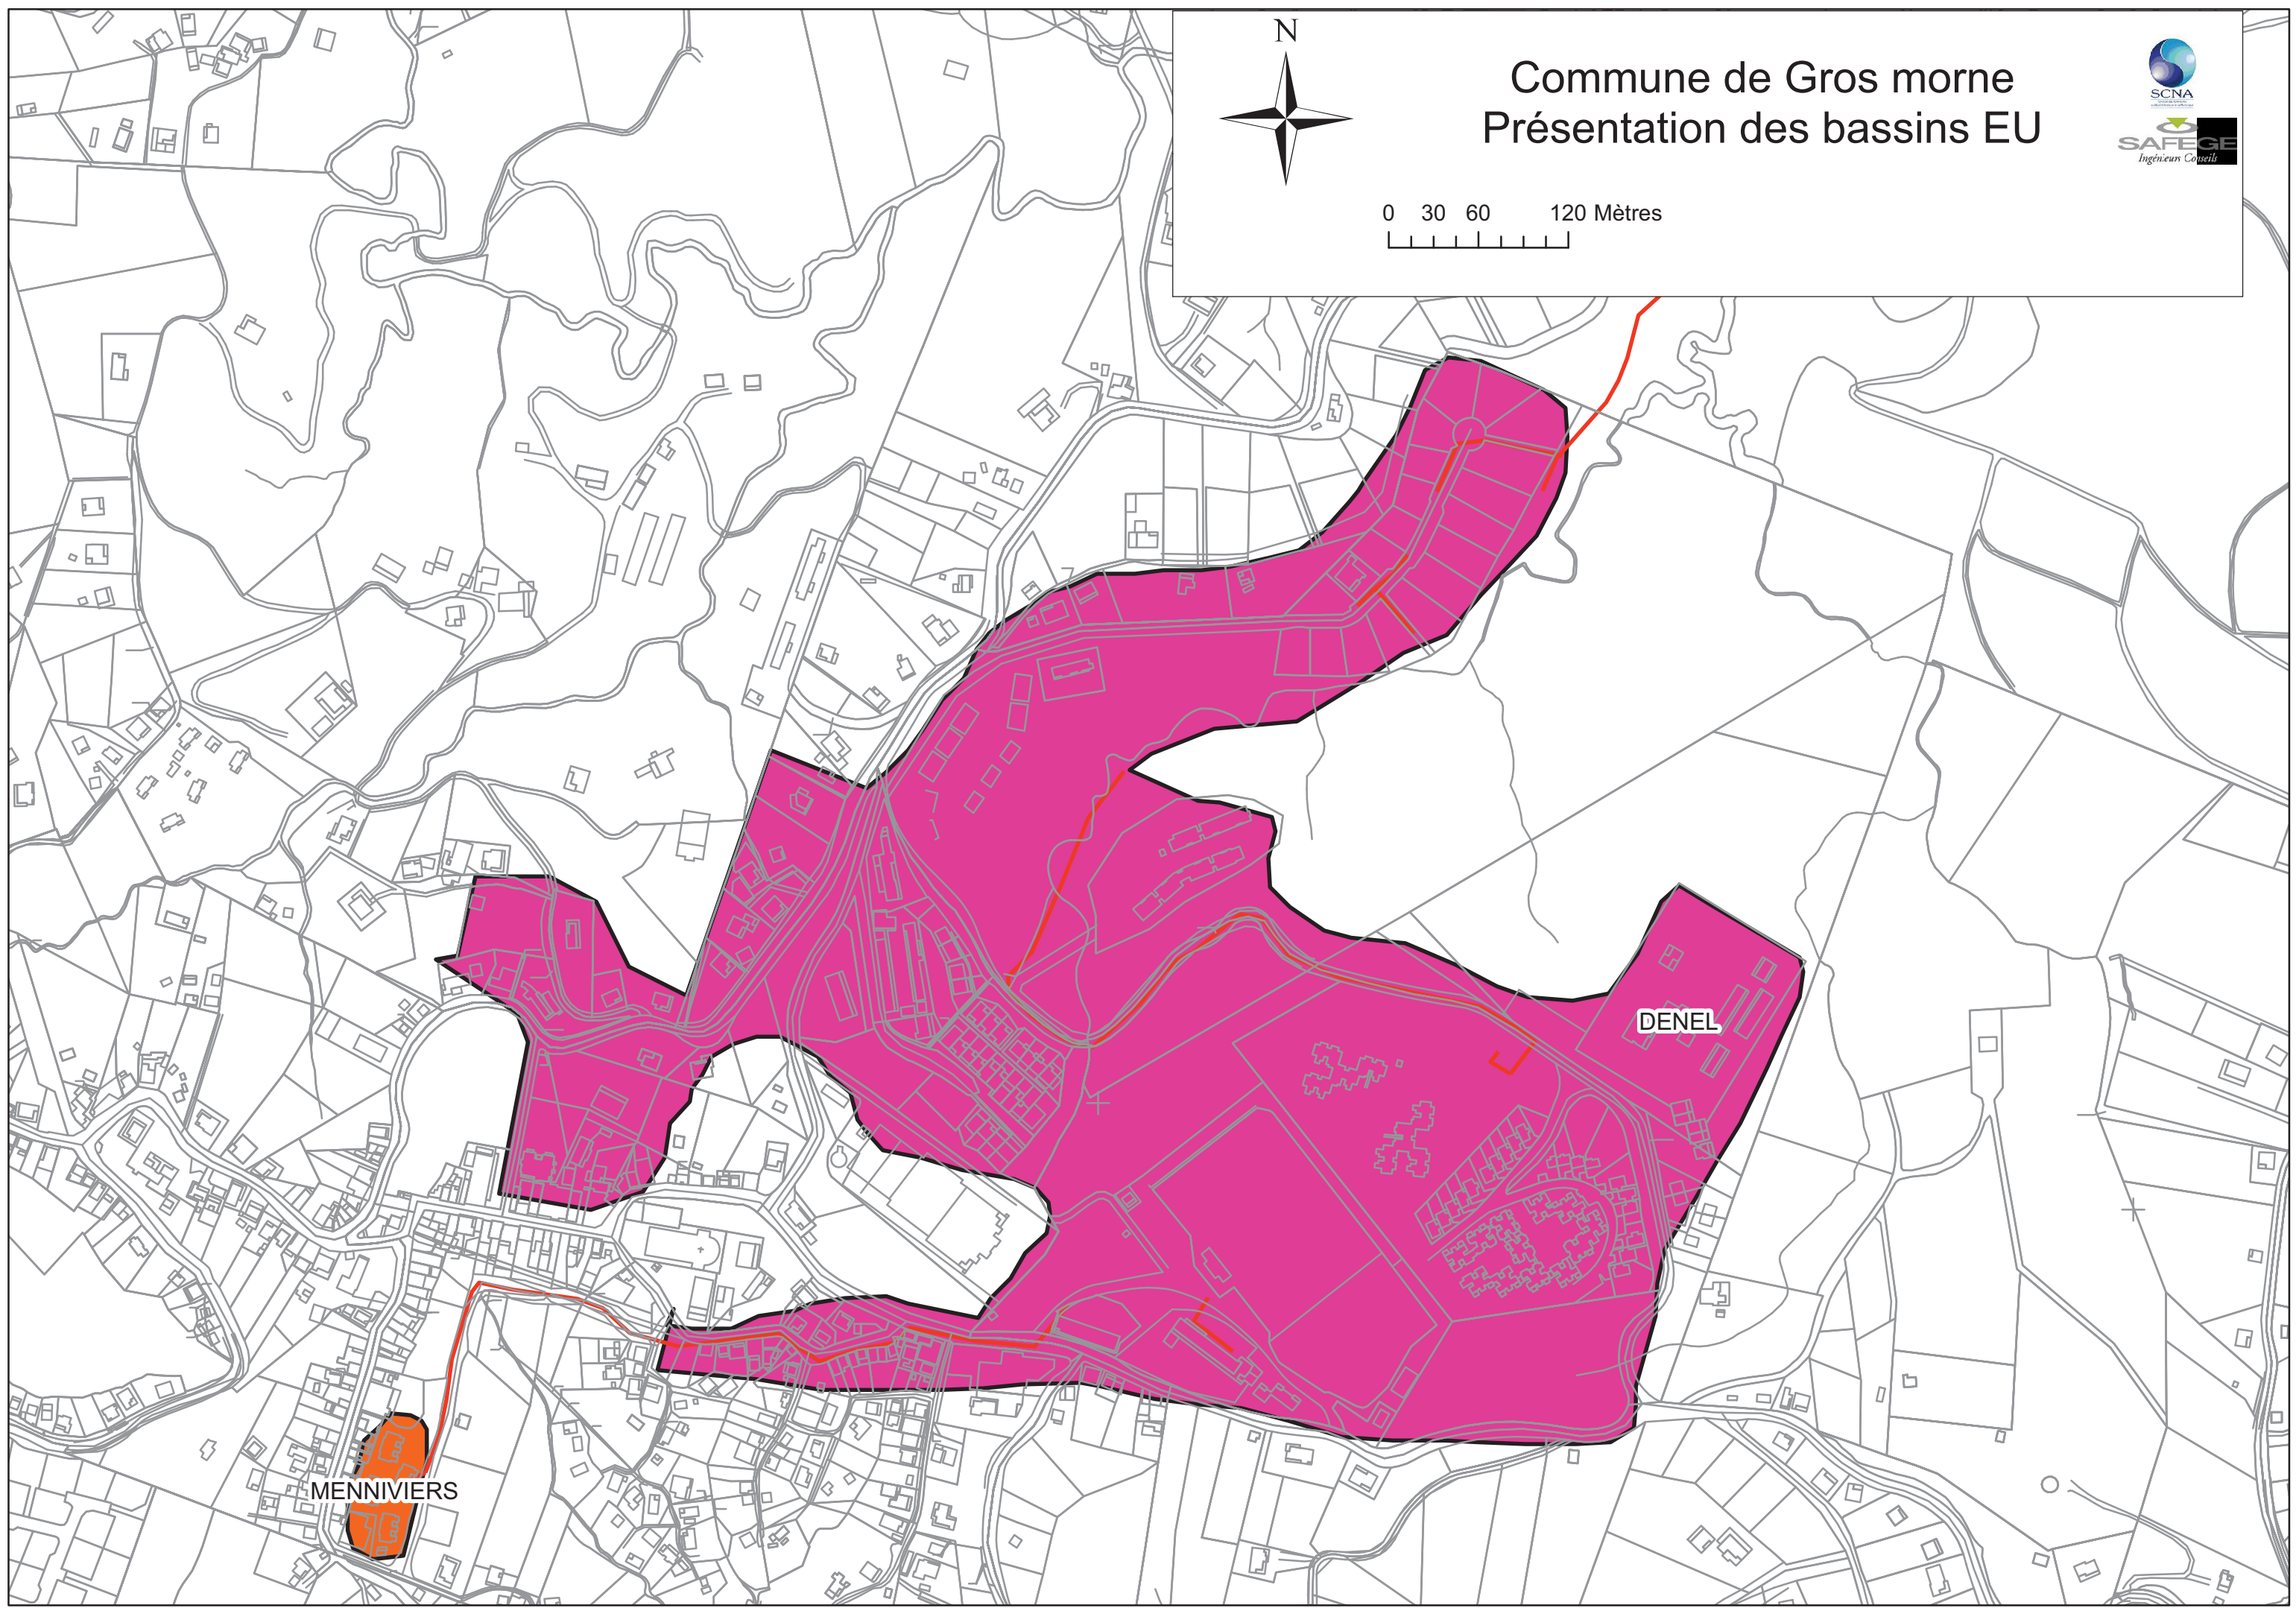 N
Commune de Gros morne
Présentation des bassins EU
SCNA
SAFEGE
Ingénieurs Conseils
0 30 60 120 Mètres
DENEL
MENNIVIERS